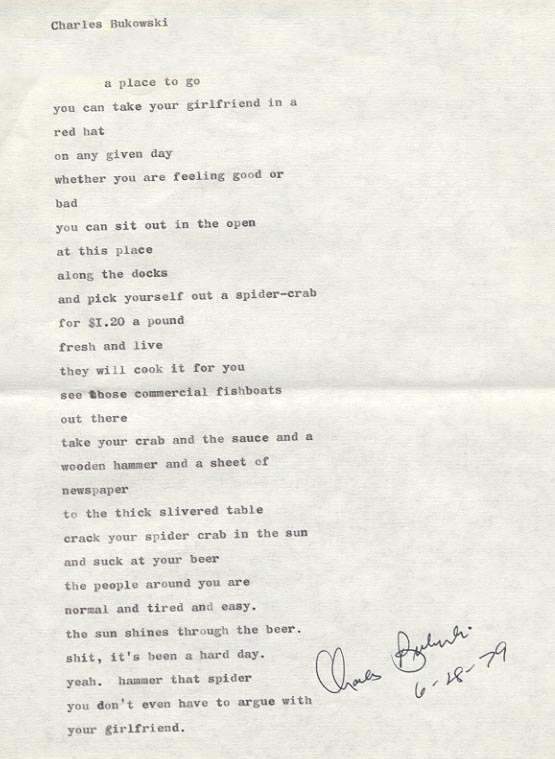 Charles Bukowski
a place to go
you can take your girlfriend in a
red hat
on any given day
whether you are feeling good or
bad
you can sit out in the open
at this place
along the docks
and pick yourself out a spider-crab
for $1.20 a pound
fresh and live
they will cook it for you
see those commercial fishboats
out there
take your crab and the sauce and a
wooden hammer and a sheet of
newspaper
to the thick slivered table
crack your spider crab in the sun
and suck at your beer
the people around you are
normal and tired and easy.
the sun shines through the beer.
shit, it's been a hard day.
yeah. hammer that spider
you don't even have to argue with
your girlfriend.
Charles Bukowski
6-28-79